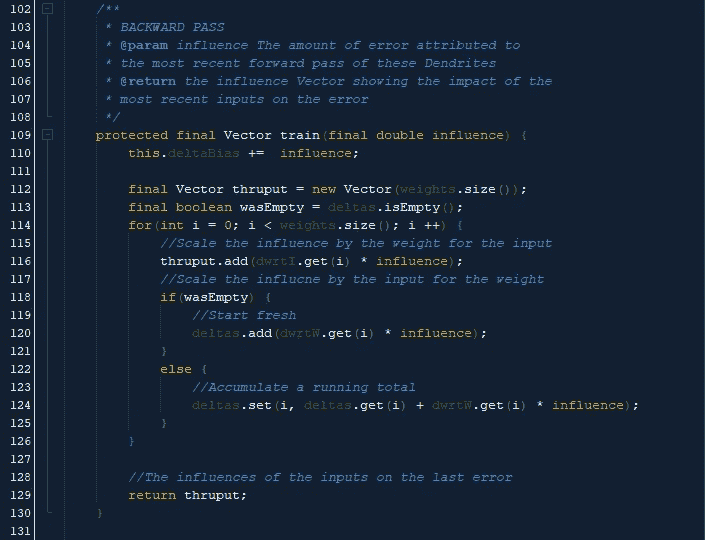 102 /**
103 * BACKWARD PASS
104 * @param influence The amount of error attributed to
105 * the most recent forward pass of these Dendrites
106 * @return the influence Vector showing the impact of the
107 * most recent inputs on the error
108 */
109 protected final Vector train(final double influence) {
110 this.deltaBias += influence;
111
112 final Vector thruput = new Vector(weights.size());
113 final boolean wasEmpty = deltas.isEmpty();
114 for(int i = 0; i < weights.size(); i ++) {
115 //Scale the influence by the weight for the input
116 thruput.add(dwrtI.get(i) * influence);
117 //Scale the influcne by the input for the weight
118 if(wasEmpty) {
119 //Start fresh
120 deltas.add(dwrtW.get(i) * influence);
121 }
122 else {
123 //Accumulate a running total
124 deltas.set(i, deltas.get(i) + dwrtW.get(i) * influence);
125 }
126 }
127
128 //The influences of the inputs on the last error
129 return thruput;
130 }
131